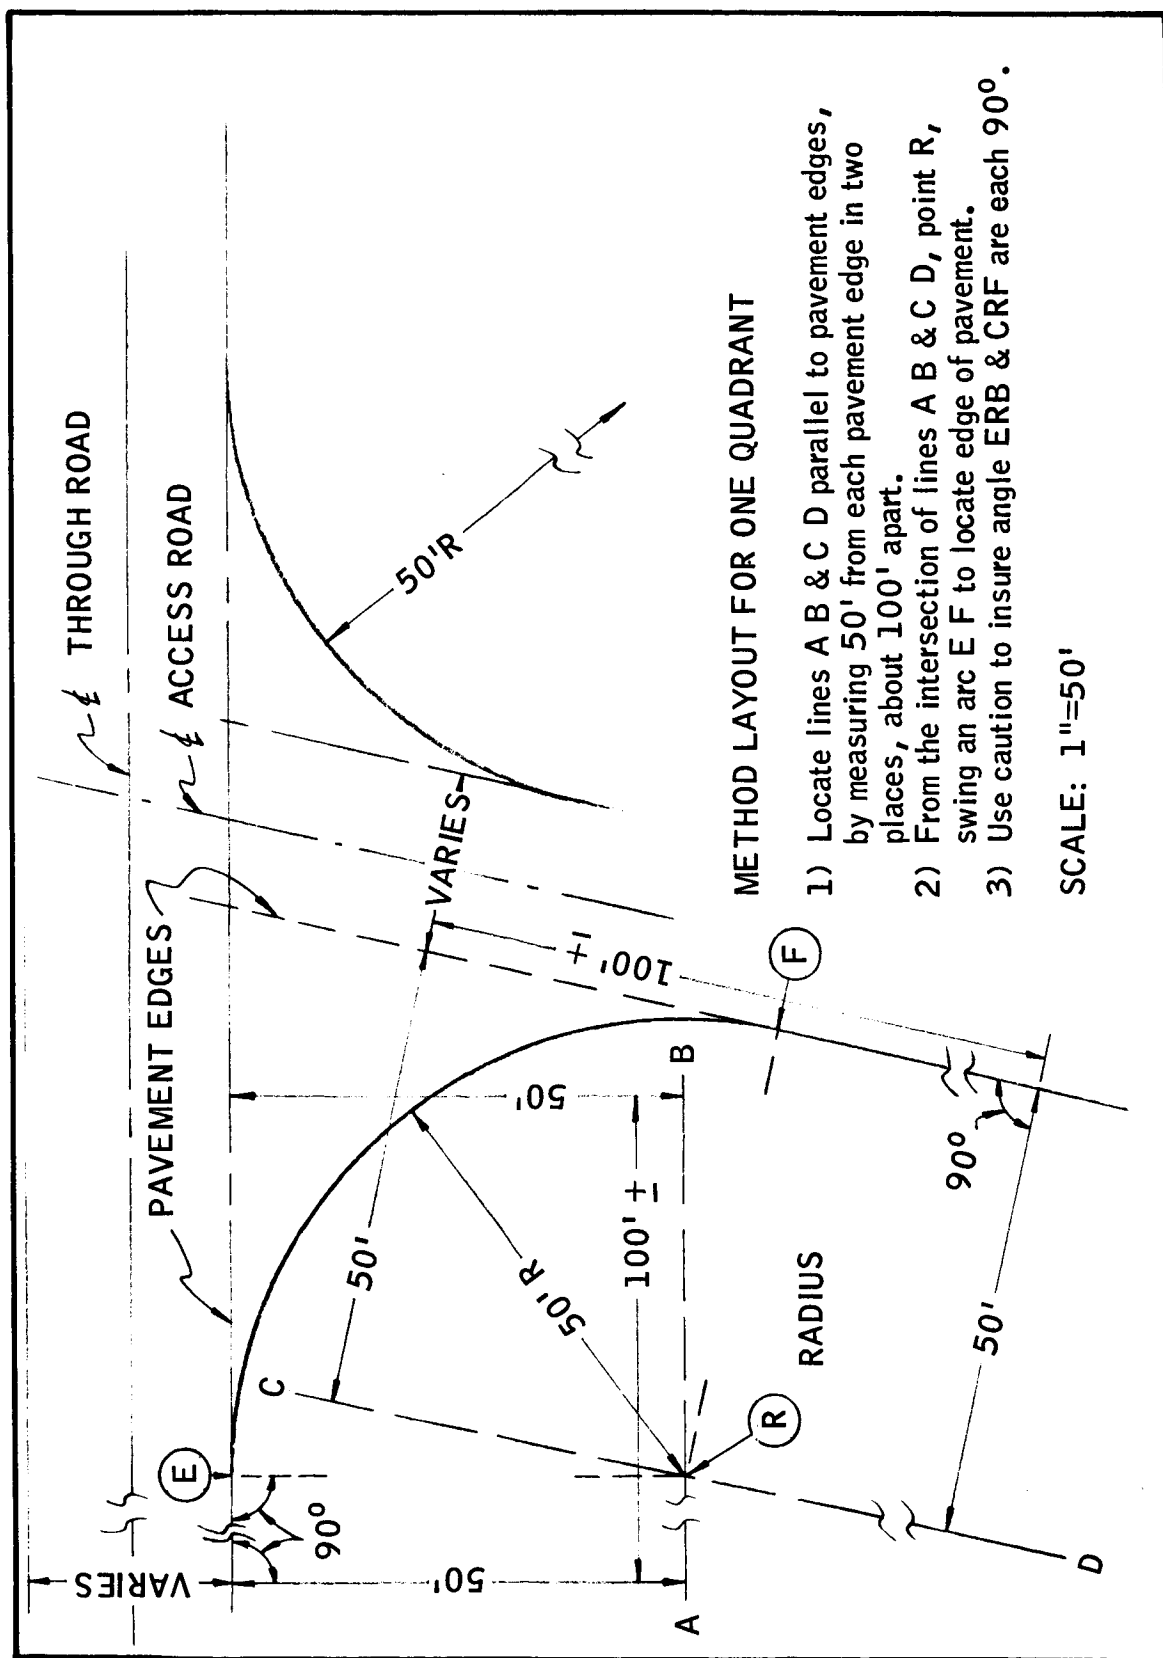 THROUGH ROAD
ACCESS ROAD
PAVEMENT EDGES
VARIES
VARIES
E
90°
50'
50'
C
50'
50'R
50'R
100' ±
100' ±
A
B
R
RADIUS
F
90°
50'
D
METHOD LAYOUT FOR ONE QUADRANT
1) Locate lines A B & C D parallel to pavement edges,
by measuring 50' from each pavement edge in two
places, about 100' apart.
2) From the intersection of lines A B & C D, point R,
swing an arc E F to locate edge of pavement.
3) Use caution to insure angle ERB & CRF are each 90°.
SCALE: 1"=50'